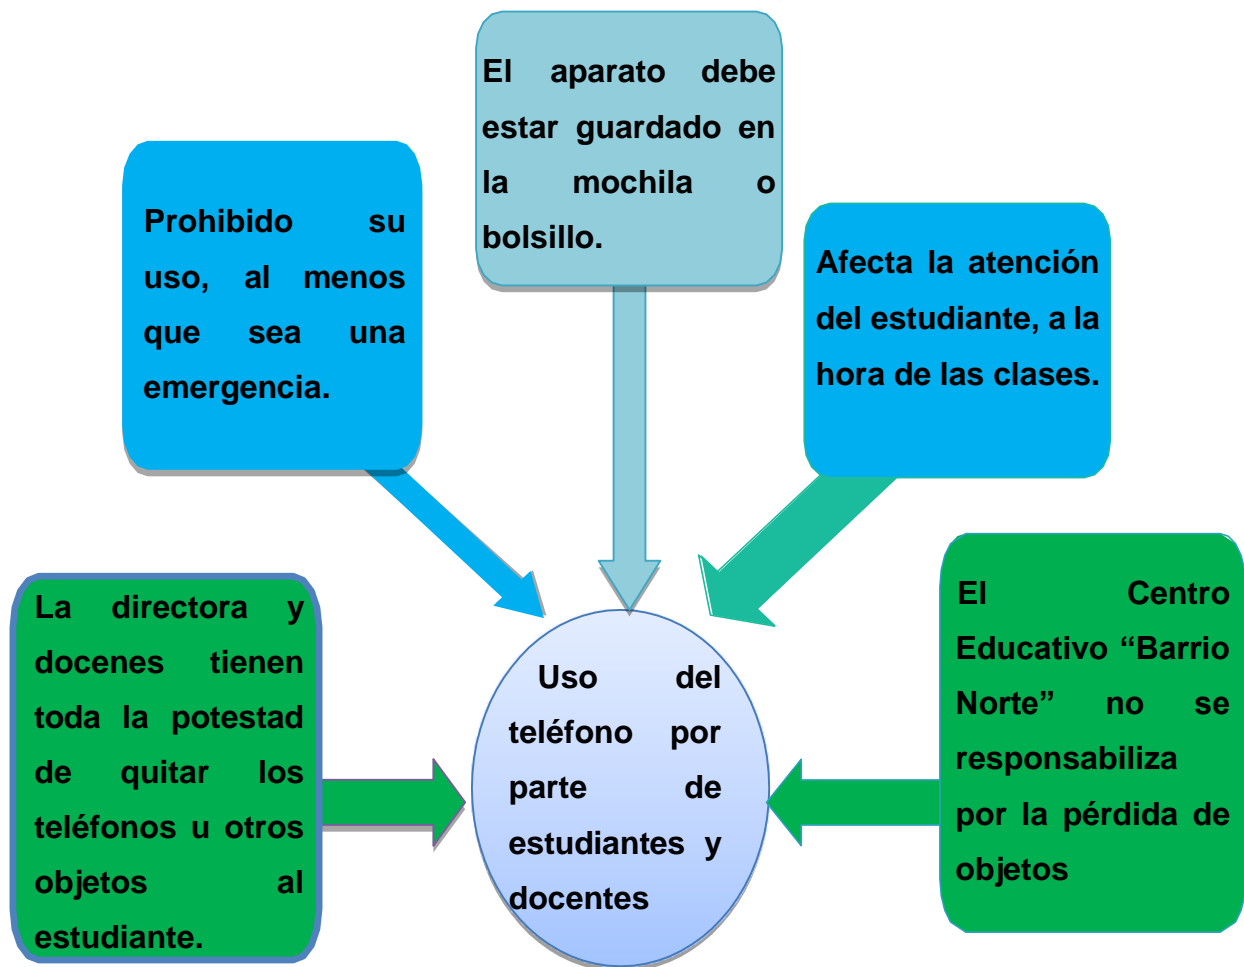 El aparato debe
estar guardado en
la mochila o
bolsillo.
Prohibido su
uso, al menos
que sea una
emergencia.
Afecta la atención
del estudiante, a la
hora de las clases.
La directora y
docenes tienen
toda la potestad
de quitar los
teléfonos u otros
objetos al
estudiante.
Uso del
teléfono por
parte de
estudiantes y
docentes
El Centro
Educativo “Barrio
Norte” no se
responsabiliza
por la pérdida de
objetos